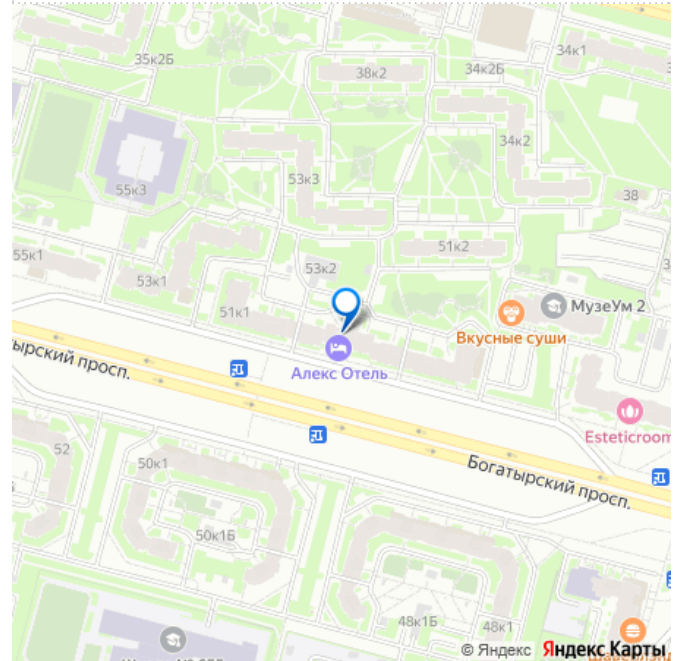 35к2Б
34к1
38к2
34к2Б
34к2
55к3
53к3
38
51к2
55к1
53к2
53к1
51к1
МузеУм 2
Вкусные суши
Алекс Отель
тырский просп.
Esteticroom
52
50к1
Богатырский просп.
50к1Б
48к1Б
48к1
© Яндекс Яндекс Карты